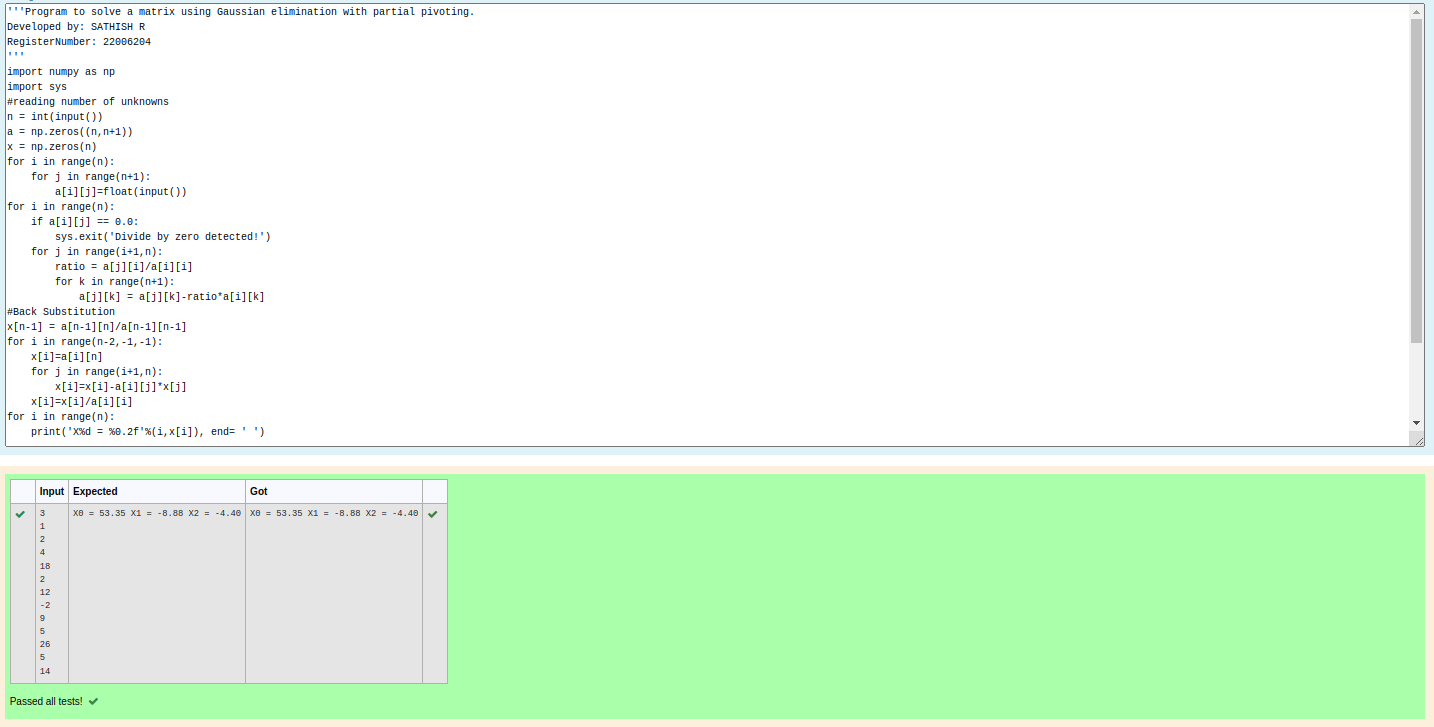 '''Program to solve a matrix using Gaussian elimination with partial pivoting.
Developed by: SATHISH R
RegisterNumber: 22006204
'''
import numpy as np
import sys
#reading number of unknowns
n = int(input())
a = np.zeros((n,n+1))
x = np.zeros(n)
for i in range(n):
    for j in range(n+1):
        a[i][j]=float(input())
for i in range(n):
    if a[i][j] == 0.0:
        sys.exit('Divide by zero detected!')
    for j in range(i+1,n):
        ratio = a[j][i]/a[i][i]
        for k in range(n+1):
            a[j][k] = a[j][k]-ratio*a[i][k]
#Back Substitution
x[n-1] = a[n-1][n]/a[n-1][n-1]
for i in range(n-2,-1,-1):
    x[i]=a[i][n]
    for j in range(i+1,n):
        x[i]=x[i]-a[i][j]*x[j]
    x[i]=x[i]/a[i][i]
for i in range(n):
    print('X%d = %0.2f'%(i,x[i]), end= ' ')
Input Expected Got
3 X0 = 53.35 X1 = -8.88 X2 = -4.40 X0 = 53.35 X1 = -8.88 X2 = -4.40
1
2
4
18
2
12
-2
9
5
26
5
14
Passed all tests!